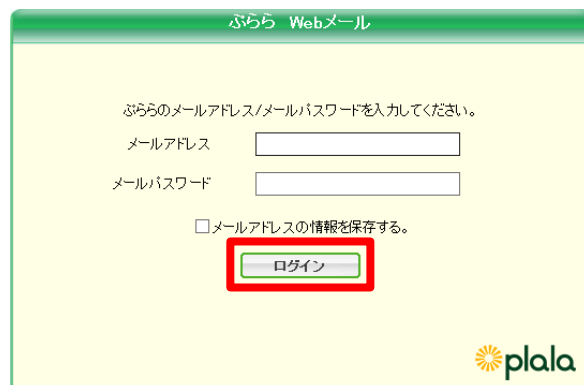 ぷらら Webメール
ぷららのメールアドレス/メールパスワードを入力してください。
メールアドレス
メールパスワード
メールアドレスの情報を保存する。
ログイン
plala